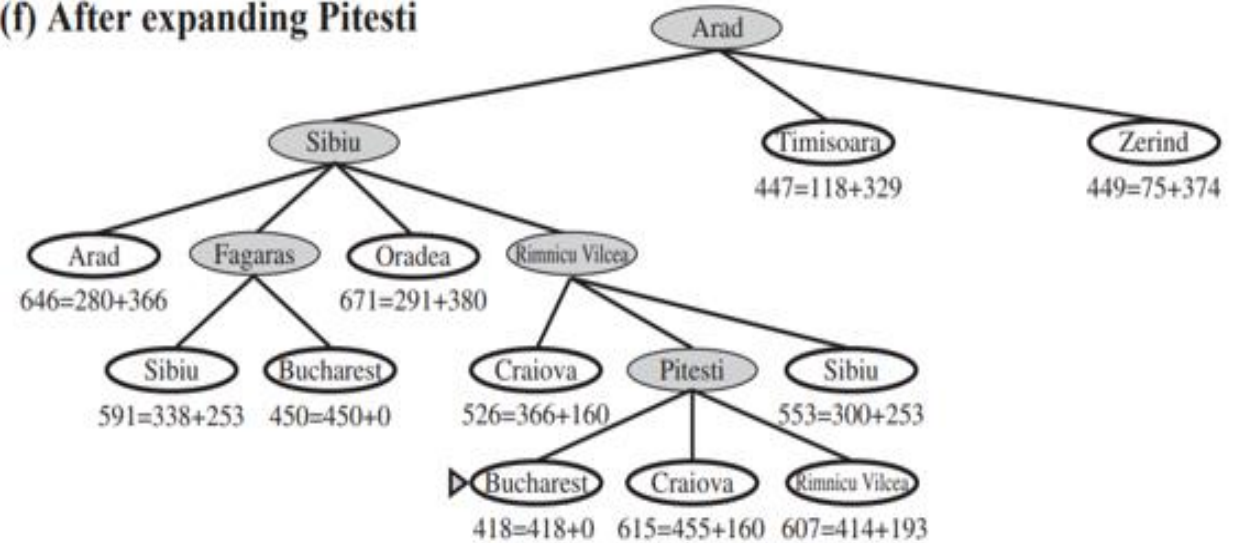 (f) After expanding Pitesti
Arad
Sibiu
Timisoara
Zerind
447=118+329
449=75+374
Arad
Fagaras
Oradea
Rimnicu Vilcea
646=280+366
671=291+380
Sibiu
Bucharest
Craiova
Pitesti
Sibiu
591=338+253
450=450+0
526=366+160
553=300+253
Bucharest
Craiova
Rimnicu Vilcea
418=418+0
615=455+160
607=414+193